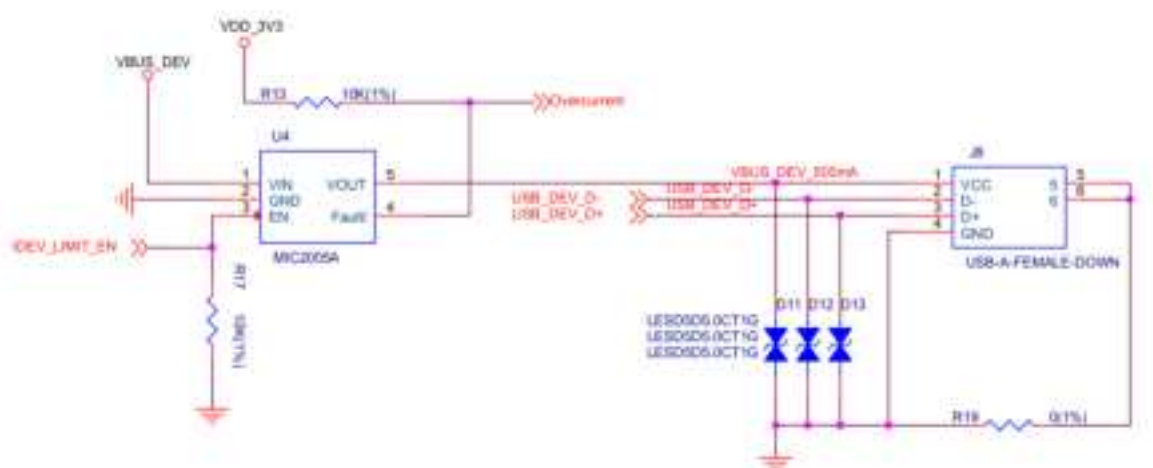 VDD_3V3
VBUS_DEV
R13 10K(1%)
Overcurrent
U4
1 VIN VOUT 5
2 GND
3 EN Fault 4
MIC2005A
IDEV_LIMIT_EN
R17
10K(1%)
VBUS_DEV_500mA
USB_DEV_D- USB_DEV_D-
USB_DEV_D+ USB_DEV_D+
1 VCC 5 5
2 D- 6 6
3 D+
4 GND
USB-A-FEMALE-DOWN
D11 D12 D13
LESD5D5.0CT1G
LESD5D5.0CT1G
LESD5D5.0CT1G
R19 0(1%)